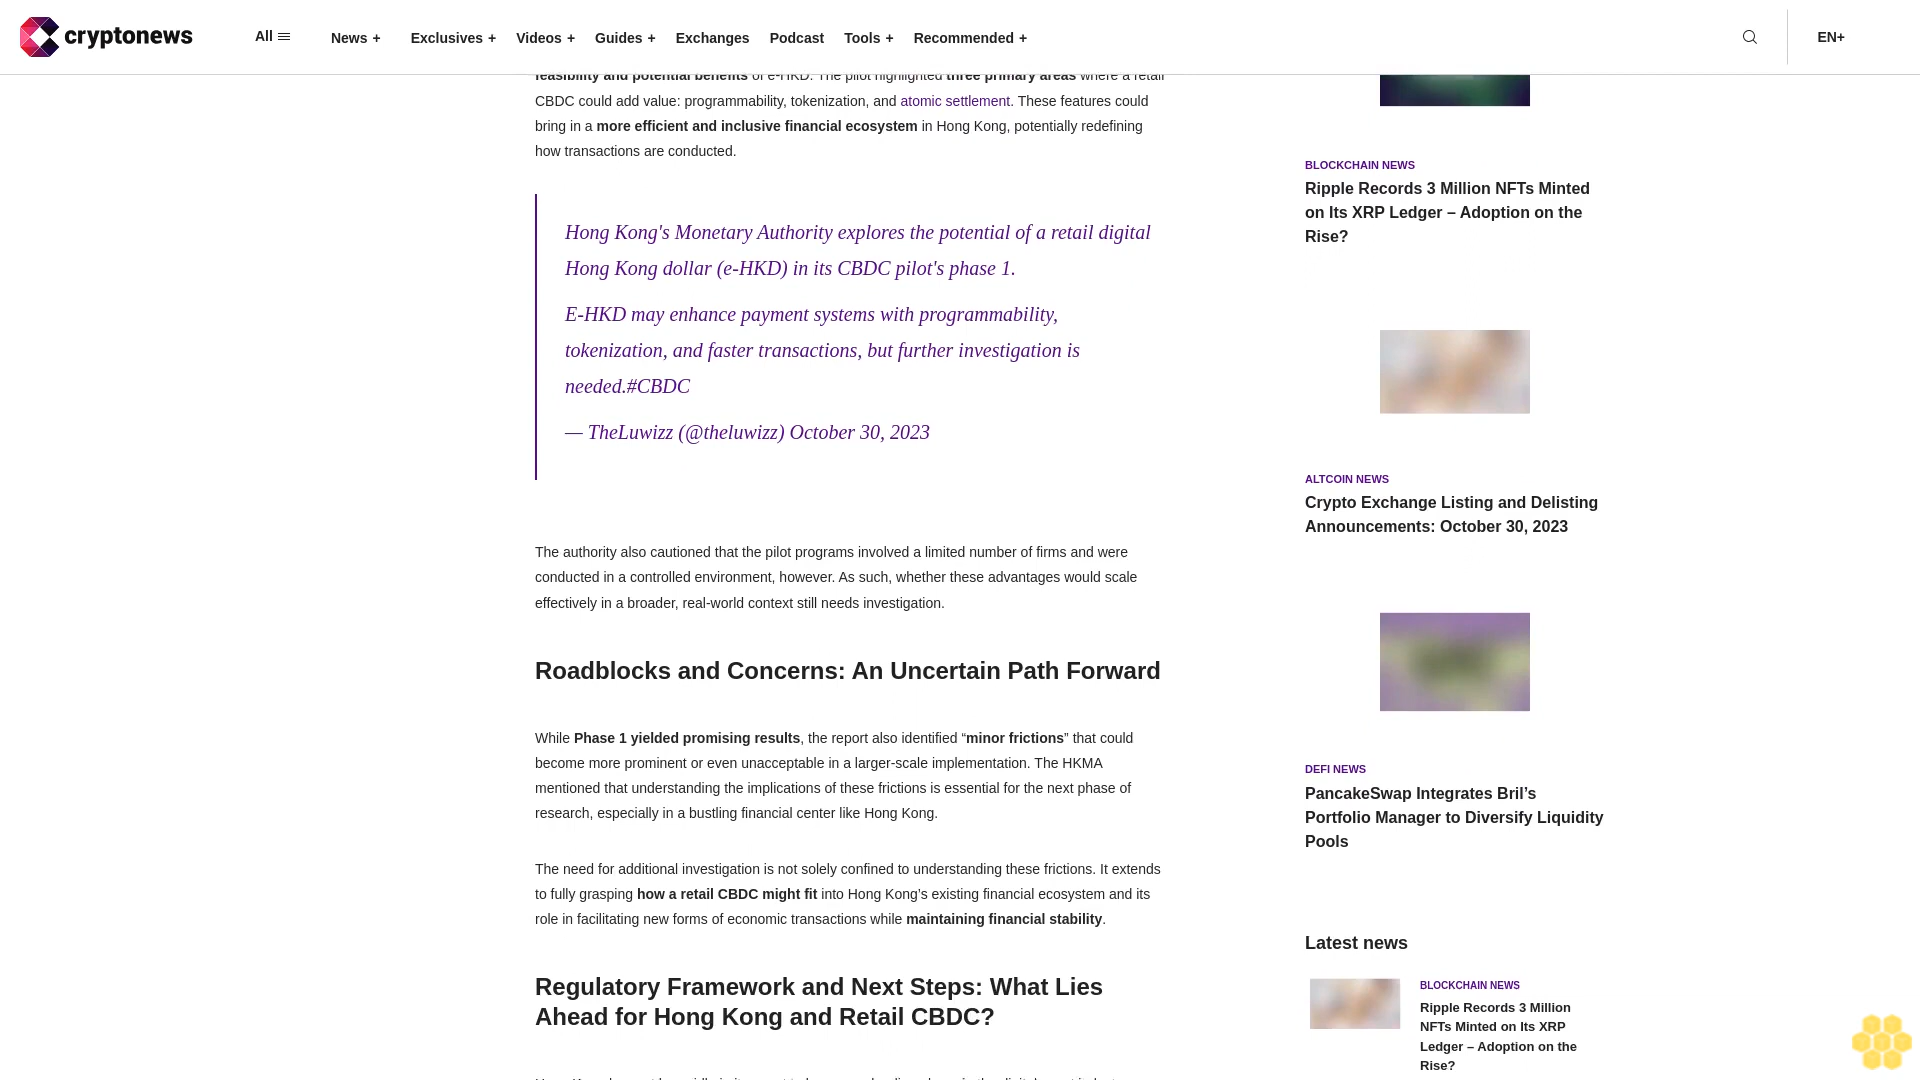 cryptonews
All
News +
Exclusives +
Videos +
Guides +
Exchanges
Podcast
Tools +
Recommended +
EN+
feasibility and potential benefits of e-HKD. The pilot highlighted three primary areas where a retail
CBDC could add value: programmability, tokenization, and atomic settlement. These features could
bring in a more efficient and inclusive financial ecosystem in Hong Kong, potentially redefining
how transactions are conducted.
Hong Kong's Monetary Authority explores the potential of a retail digital
Hong Kong dollar (e-HKD) in its CBDC pilot's phase 1.
E-HKD may enhance payment systems with programmability,
tokenization, and faster transactions, but further investigation is
needed.#CBDC
— TheLuwizz (@theluwizz) October 30, 2023
The authority also cautioned that the pilot programs involved a limited number of firms and were
conducted in a controlled environment, however. As such, whether these advantages would scale
effectively in a broader, real-world context still needs investigation.
Roadblocks and Concerns: An Uncertain Path Forward
While Phase 1 yielded promising results, the report also identified “minor frictions” that could
become more prominent or even unacceptable in a larger-scale implementation. The HKMA
mentioned that understanding the implications of these frictions is essential for the next phase of
research, especially in a bustling financial center like Hong Kong.
The need for additional investigation is not solely confined to understanding these frictions. It extends
to fully grasping how a retail CBDC might fit into Hong Kong’s existing financial ecosystem and its
role in facilitating new forms of economic transactions while maintaining financial stability.
Regulatory Framework and Next Steps: What Lies
Ahead for Hong Kong and Retail CBDC?
BLOCKCHAIN NEWS
Ripple Records 3 Million NFTs Minted
on Its XRP Ledger – Adoption on the
Rise?
ALTCOIN NEWS
Crypto Exchange Listing and Delisting
Announcements: October 30, 2023
DEFI NEWS
PancakeSwap Integrates Bril’s
Portfolio Manager to Diversify Liquidity
Pools
Latest news
BLOCKCHAIN NEWS
Ripple Records 3 Million
NFTs Minted on Its XRP
Ledger – Adoption on the
Rise?